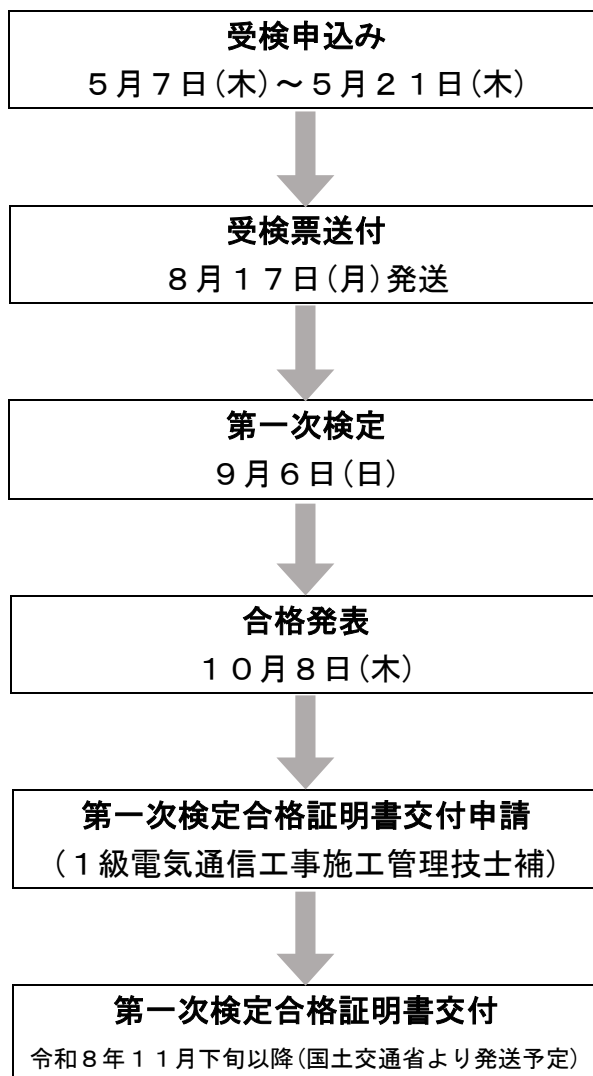 受検申込み
５月７日(木)～５月２１日(木)
受検票送付
８月１７日(月)発送
第一次検定
９月６日(日)
合格発表
１０月８日(木)
第一次検定合格証明書交付申請
(１級電気通信工事施工管理技士補)
第一次検定合格証明書交付
令和８年１１月下旬以降(国土交通省より発送予定)